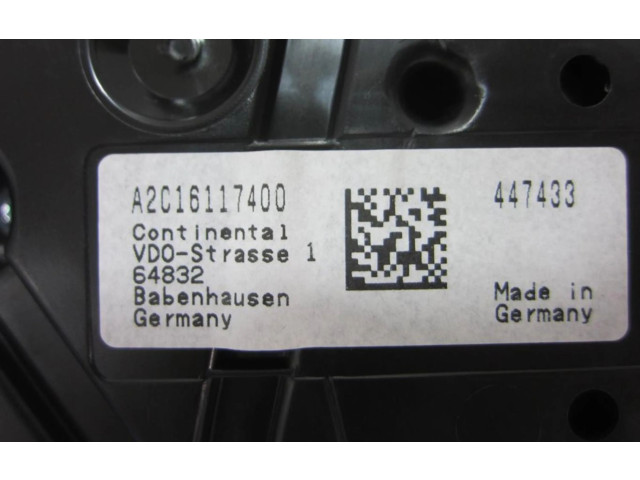 A2C16117400
Continental
VDO-Strasse 1
64832
Babenhausen
Germany
447433
Made in
Germany